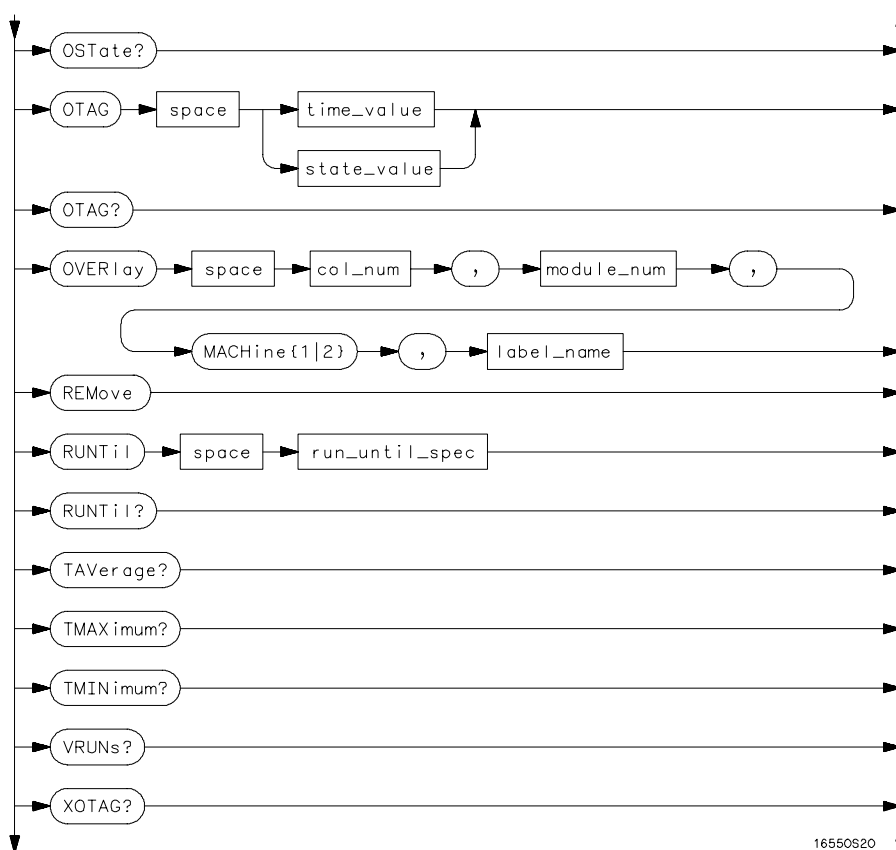 OSTate?
OTAG space time_value
state_value
OTAG?
OVERlay space col_num , module_num ,
MACHine{1|2} , label_name
REMove
RUNTil space run_until_spec
RUNTil?
TAVerage?
TMAXimum?
TMINimum?
VRUNs?
XOTAG?
16550S20